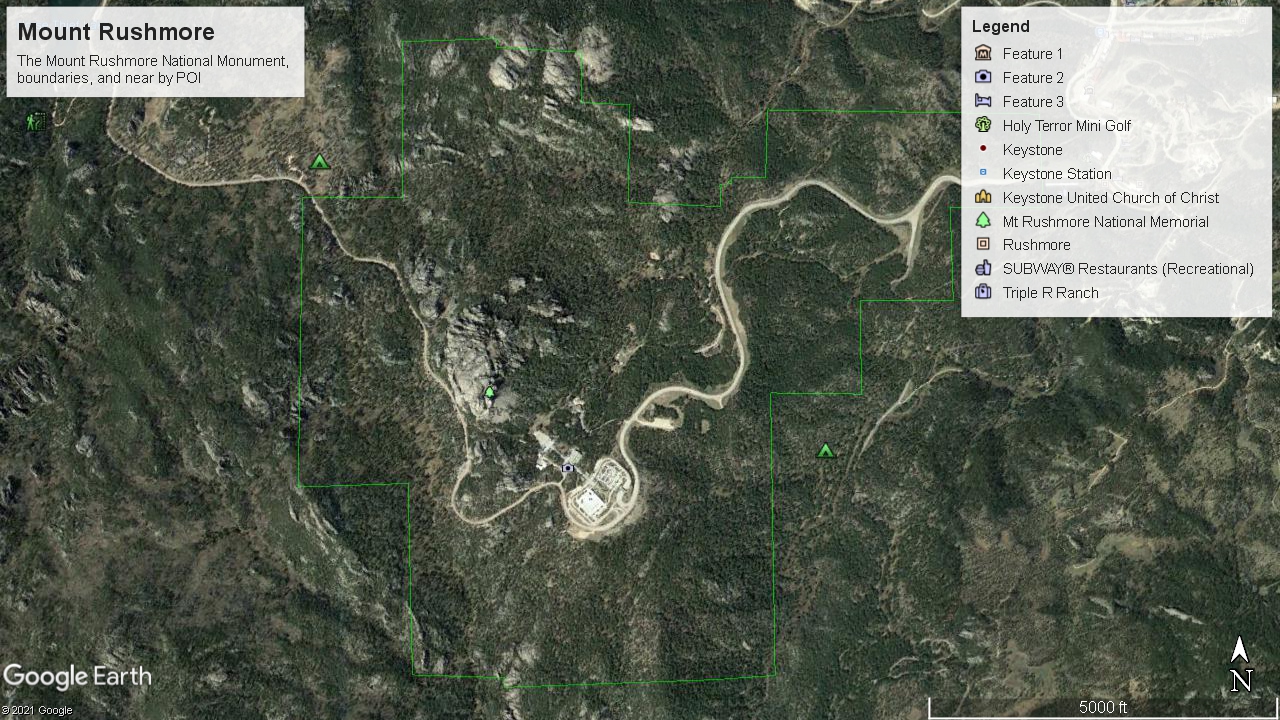 Mount Rushmore
The Mount Rushmore National Monument
boundaries, and near by POI
Legend
Feature 1
Feature 2
Feature 3
Holy Terror Mini Golf
Keystone
Keystone Station
Keystone United Church of Christ
Mt Rushmore National Memorial
Rushmore
SUBWAY® Restaurants (Recreational)
Triple R Ranch
Google Earth
© 2021 Google
N
5000 ft